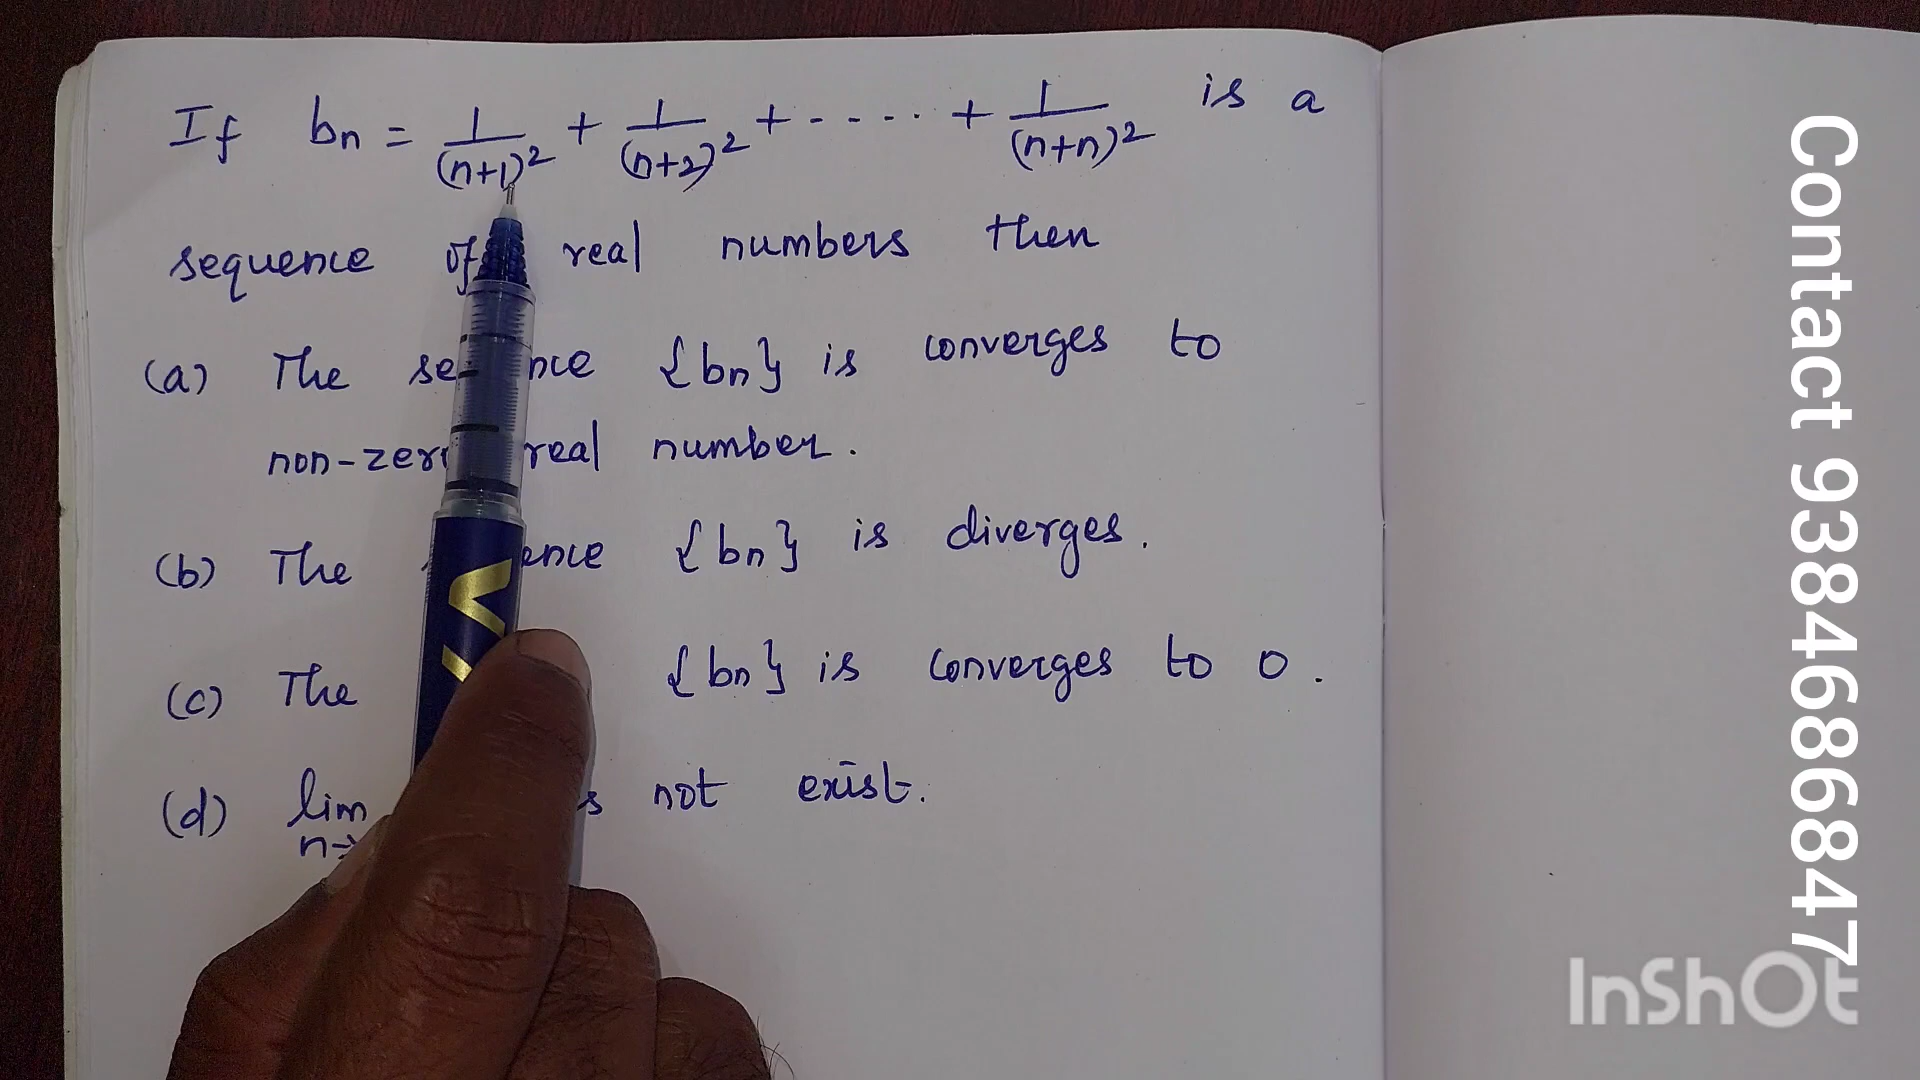 If bn = 1/(n+1)² + 1/(n+2)² + ..... + 1/(n+n)² is a
sequence of real numbers then
(a) The nce {bn} is converges to
non-zero real number.
(b) The ence {bn} is diverges.
(c) The {bn} is converges to 0.
(d) lim not exist.
n→
Contact 9384686847
InShOt